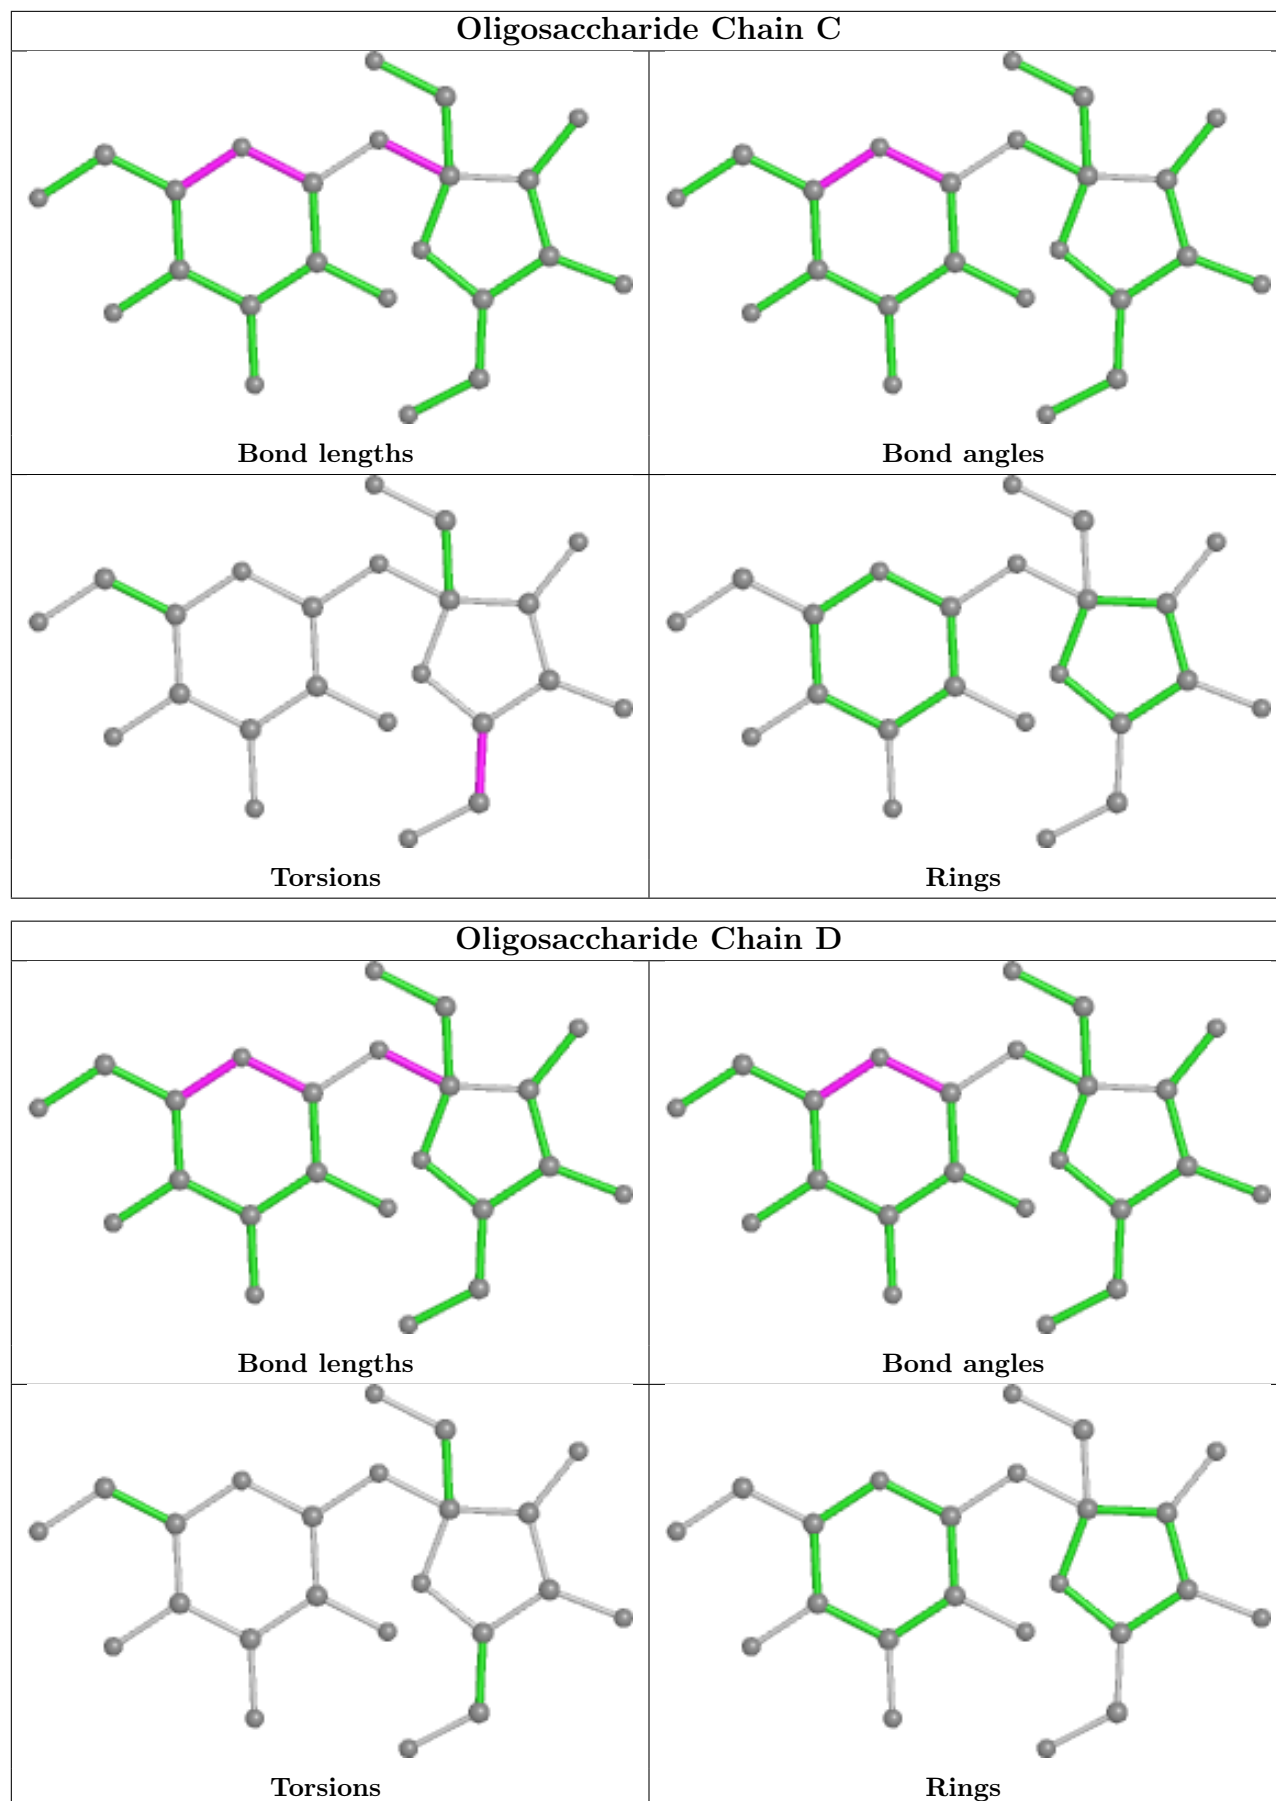 Oligosaccharide Chain C
Bond lengths
Bond angles
Torsions
Rings
Oligosaccharide Chain D
Bond lengths
Bond angles
Torsions
Rings